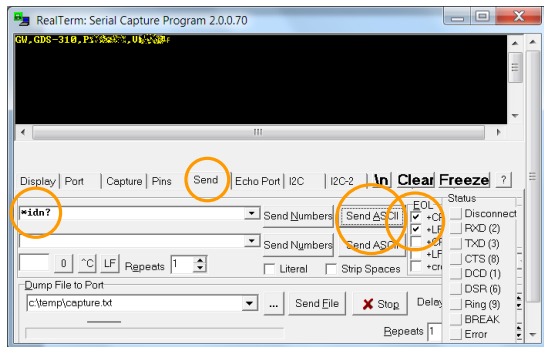 RealTerm: Serial Capture Program 2.0.0.70
GW,GDS-310,
Display Port Capture Pins Send Echo Port I2C I2C-2 \n Clear Freeze ?
*idn? Send Numbers Send ASCII
EOL
+CR
+LF
Send Numbers Send ASCII
+CR
+LF
0 ^C LF Repeats 1 Literal Strip Spaces
Dump File to Port
c:\temp\capture.txt ... Send File Stop
Repeats 1
Status
Disconnect
RXD (2)
TXD (3)
CTS (8)
DCD (1)
DSR (6)
Ring (9)
BREAK
Error